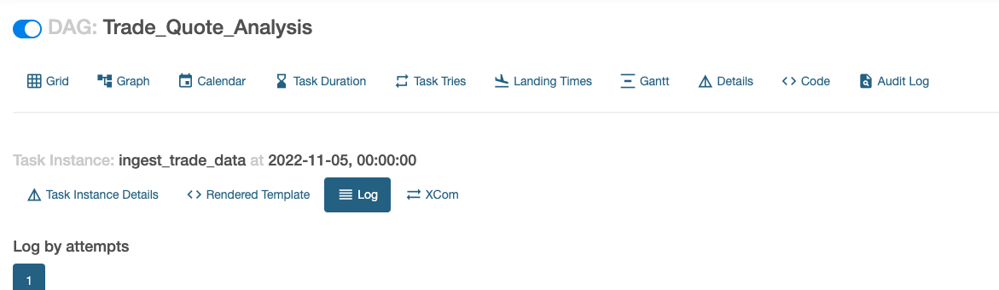 DAG: Trade_Quote_Analysis
Grid Graph Calendar Task Duration Task Tries Landing Times Gantt Details Code Audit Log
Task Instance: ingest_trade_data at 2022-11-05, 00:00:00
Task Instance Details Rendered Template Log XCom
Log by attempts
1